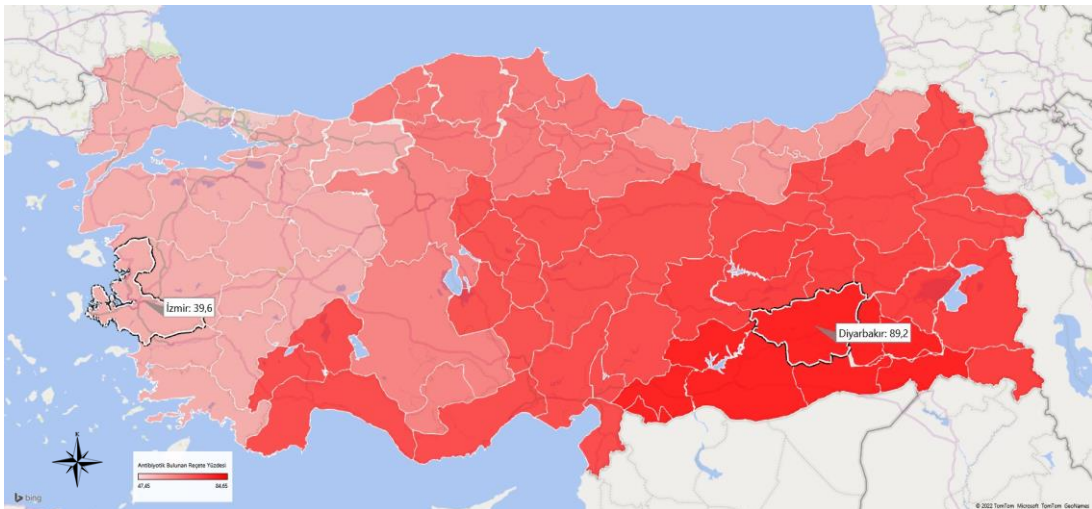 İzmir: 39,6
Diyarbakır: 89,2
K
Antibiyotik Bulunan Reçete Yüzdesi
47,45 84,65
bing
© 2022 TomTom Microsoft TomTom GeoNames